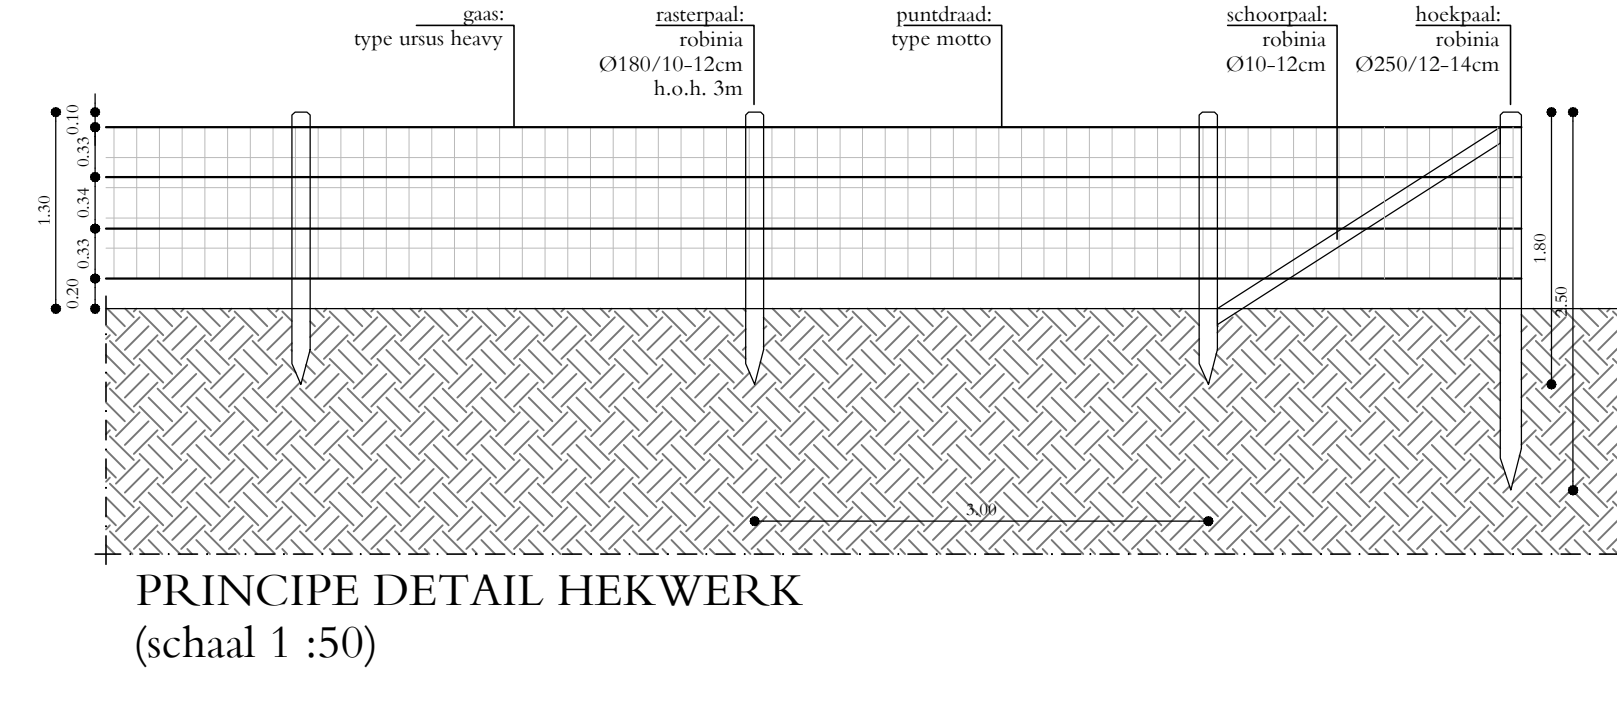 gaas:
type ursus heavy
rasterpaal:
robinia
Ø180/10-12cm
h.o.h. 3m
puntdraad:
type motto
schoorpaal:
robinia
Ø10-12cm
hoekpaal:
robinia
Ø250/12-14cm
0.10
0.33
0.34
0.33
0.20
1.30
1.80
2.50
3.00
PRINCIPE DETAIL HEKWERK
(schaal 1 :50)